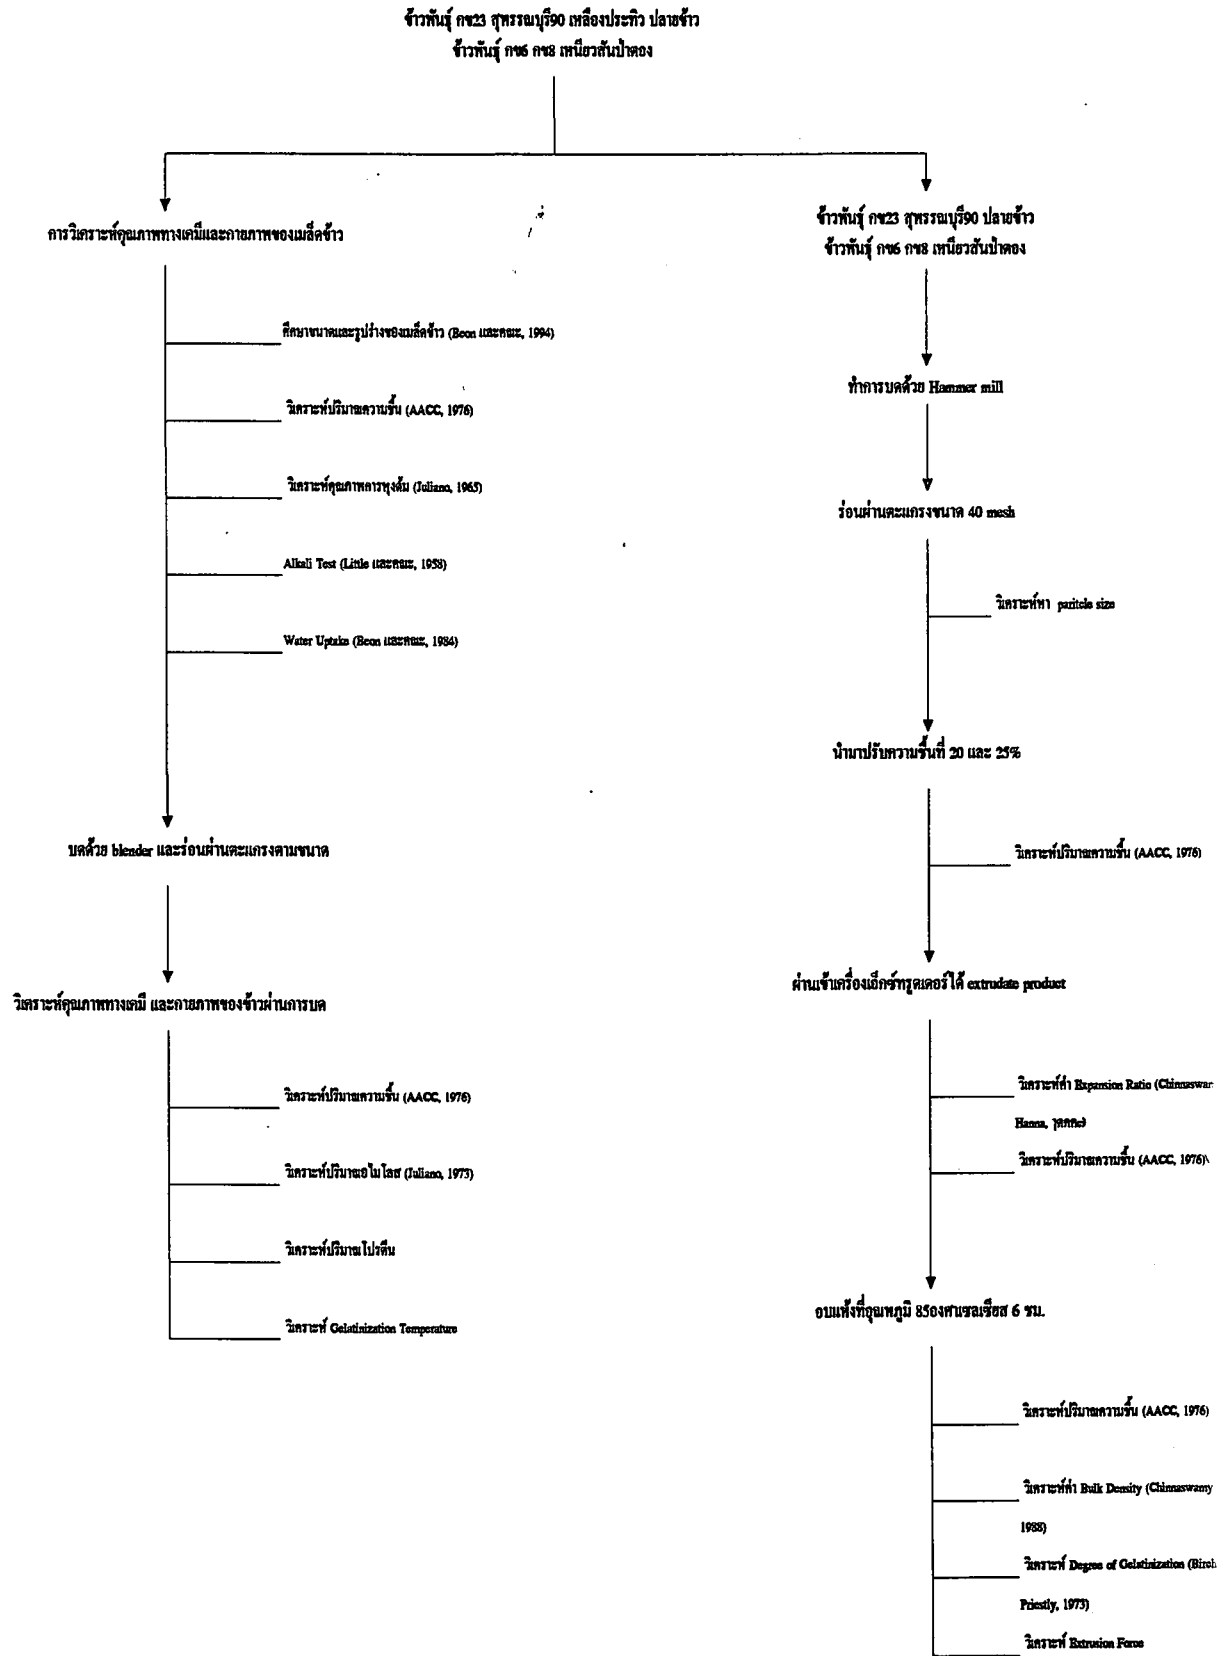 ข้าวพันธุ์ กข23 สุพรรณบุรี90 เหลืองประทิว ปลายข้าว
ข้าวพันธุ์ กข6 กข8 เหนียวสันป่าตอง
การวิเคราะห์คุณภาพทางเคมีและกายภาพของเมล็ดข้าว
ศึกษาขนาดและรูปร่างของเมล็ดข้าว (Beon และคณะ, 1994)
วิเคราะห์ปริมาณความชื้น (AACC, 1976)
วิเคราะห์คุณภาพการหุงต้ม (Juliano, 1965)
Alkali Test (Little และคณะ, 1958)
Water Uptake (Beon และคณะ, 1984)
บดด้วย blender และร่อนผ่านตะแกรงตามขนาด
วิเคราะห์คุณภาพทางเคมี และกายภาพของข้าวผ่านการบด
วิเคราะห์ปริมาณความชื้น (AACC, 1976)
วิเคราะห์ปริมาณอไมโลส (Juliano, 1973)
วิเคราะห์ปริมาณโปรตีน
วิเคราะห์ Gelatinization Temperature
ข้าวพันธุ์ กข23 สุพรรณบุรี90 ปลายข้าว
ข้าวพันธุ์ กข6 กข8 เหนียวสันป่าตอง
ทำการบดด้วย Hammer mill
ร่อนผ่านตะแกรงขนาด 40 mesh
วิเคราะห์หา paritcle size
นำมาปรับความชื้นที่ 20 และ 25%
วิเคราะห์ปริมาณความชื้น (AACC, 1976)
ผ่านเข้าเครื่องเอ็กซ์ทรูดเดอร์ได้ extrudate product
วิเคราะห์ค่า Expansion Ratio (Chinnaswar
Hanna,
วิเคราะห์ปริมาณความชื้น (AACC, 1976)
อบแห้งที่อุณหภูมิ 85องศาเซลเซียส 6 ชม.
วิเคราะห์ปริมาณความชื้น (AACC, 1976)
วิเคราะห์ค่า Bulk Density (Chinnaswamy
1988)
วิเคราะห์ Degree of Gelatinization (Birch
Priestly, 1973)
วิเคราะห์ Extrusion Force